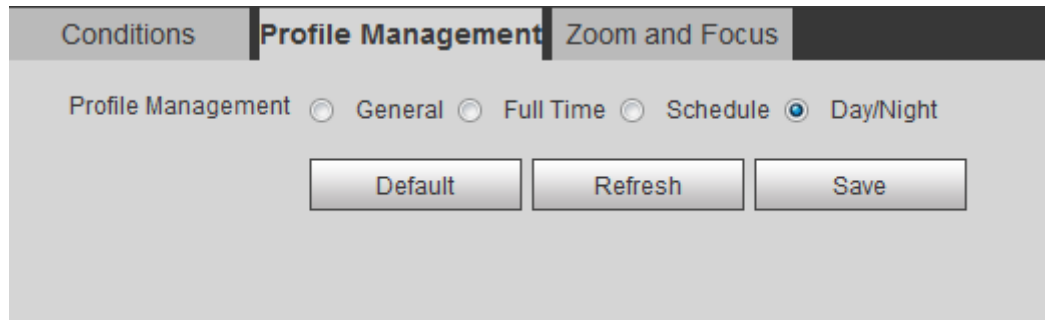 Conditions Profile Management Zoom and Focus
Profile Management General Full Time Schedule Day/Night
Default Refresh Save